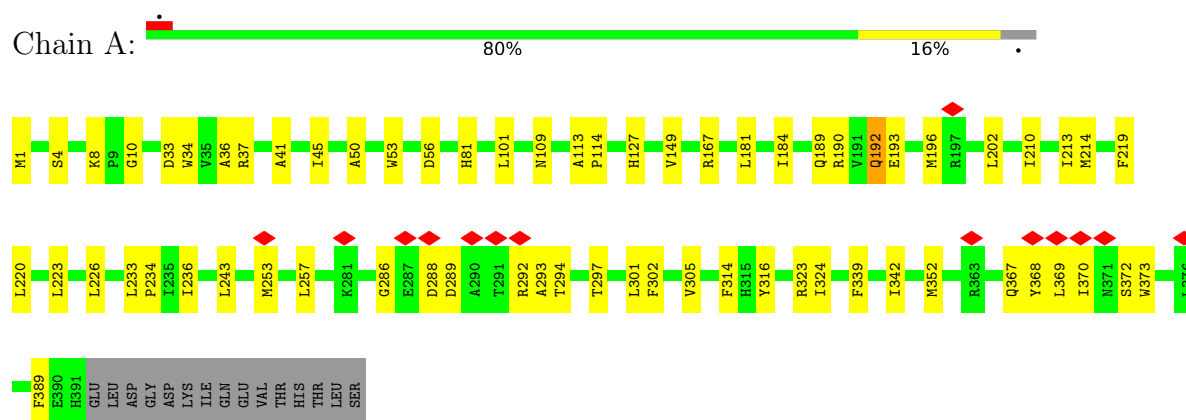 Chain A:
80%
16%
M1 S4 K8 P9 G10 D33 W34 V35 A36 R37 A41 I45 A50 W53 D56 H81 L101 N109 A113 P114 H127 V149 R167 L181 I184 Q189 R190 V191 Q192 E193 M196 R197 L202 I210 I213 M214 F219
L220 L223 L226 L233 P234 I235 I236 L243 M253 L257 K281 G286 E287 D288 D289 A290 T291 R292 A293 T294 T297 L301 F302 V305 F314 H315 Y316 R323 I324 F339 I342 M352 R363 Q367 Y368 L369 I370 N371 S372 W373 L376
F389 E390 H391 GLU LEU ASP GLY ASP LYS ILE GLN GLU VAL THR HIS THR LEU SER